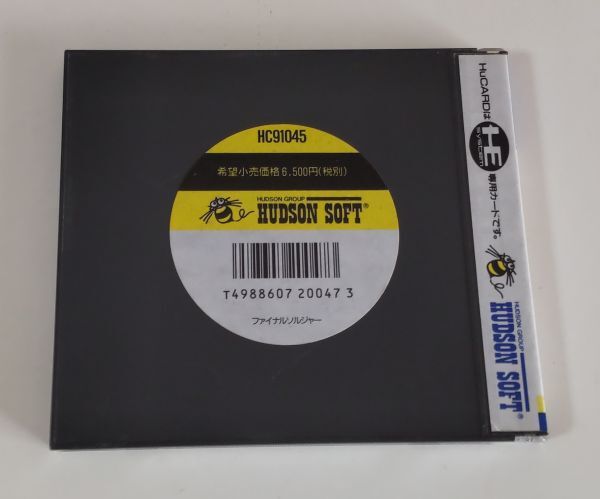 HC91045
希望小売価格6,500円(税別)
HUDSON GROUP
HUDSON SOFT®
T4988607 20047 3
ファイナルソルジャー
HuCARDは
HE
SYSTEM
専用カードです。
HUDSON GROUP
HUDSON SOFT®